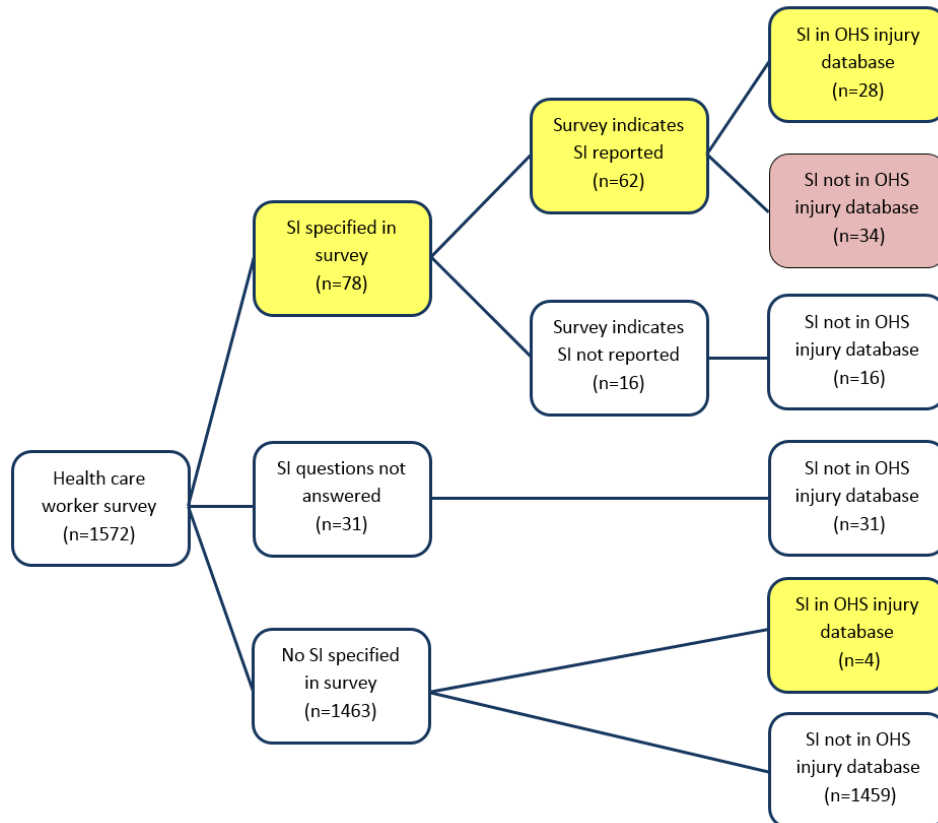 SI in OHS injury
database
(n=28)
Survey indicates
SI reported
(n=62)
SI not in OHS
injury database
(n=34)
SI specified in
survey
(n=78)
Survey indicates
SI not reported
(n=16)
SI not in OHS
injury database
(n=16)
Health care
worker survey
(n=1572)
SI questions not
answered
(n=31)
SI not in OHS
injury database
(n=31)
SI in OHS injury
database
(n=4)
No SI specified
in survey
(n=1463)
SI not in OHS
injury database
(n=1459)